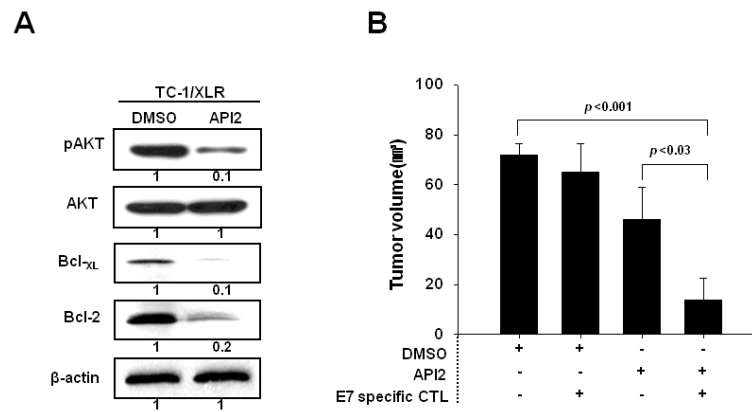 A
TC-1/XLR
DMSO API2
pAKT
1 0.1
AKT
1 1
Bcl-XL
1 0.1
Bcl-2
1 0.2
β-actin
1 1
B
100
80
60
40
20
0
Tumor volume(㎣)
p<0.001
p<0.03
DMSO + + - -
API2 - - + +
E7 specific CTL - + - +